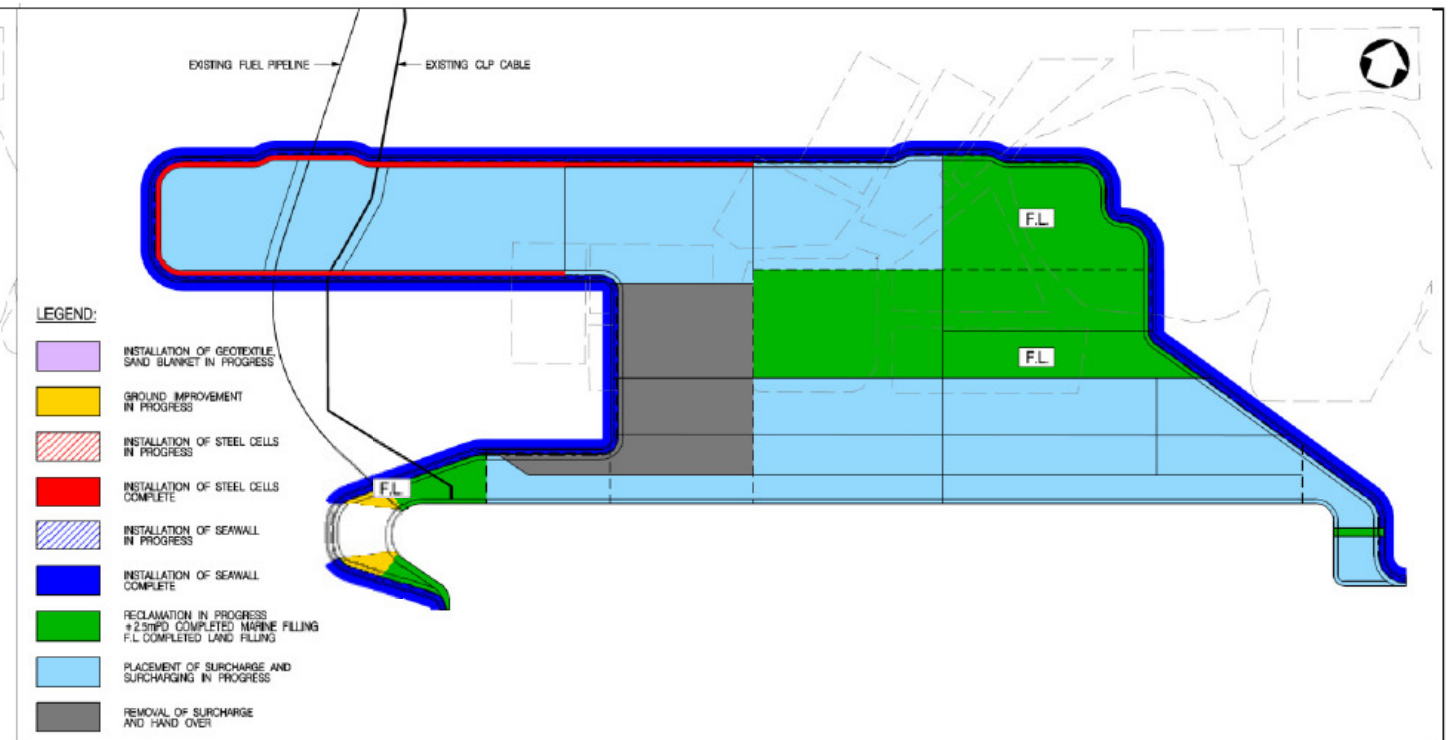 EXISTING FUEL PIPELINE
EXISTING CLP CABLE
F.L.
F.L.
F.L.
LEGEND:
INSTALLATION OF GEOTEXTILE,
SAND BLANKET IN PROGRESS
GROUND IMPROVEMENT
IN PROGRESS
INSTALLATION OF STEEL CELLS
IN PROGRESS
INSTALLATION OF STEEL CELLS
COMPLETE
INSTALLATION OF SEAWALL
IN PROGRESS
INSTALLATION OF SEAWALL
COMPLETE
RECLAMATION IN PROGRESS
+2.5mPD COMPLETED MARINE FILLING
F.L. COMPLETED LAND FILLING
PLACEMENT OF SURCHARGE AND
SURCHARGING IN PROGRESS
REMOVAL OF SURCHARGE
AND HAND OVER